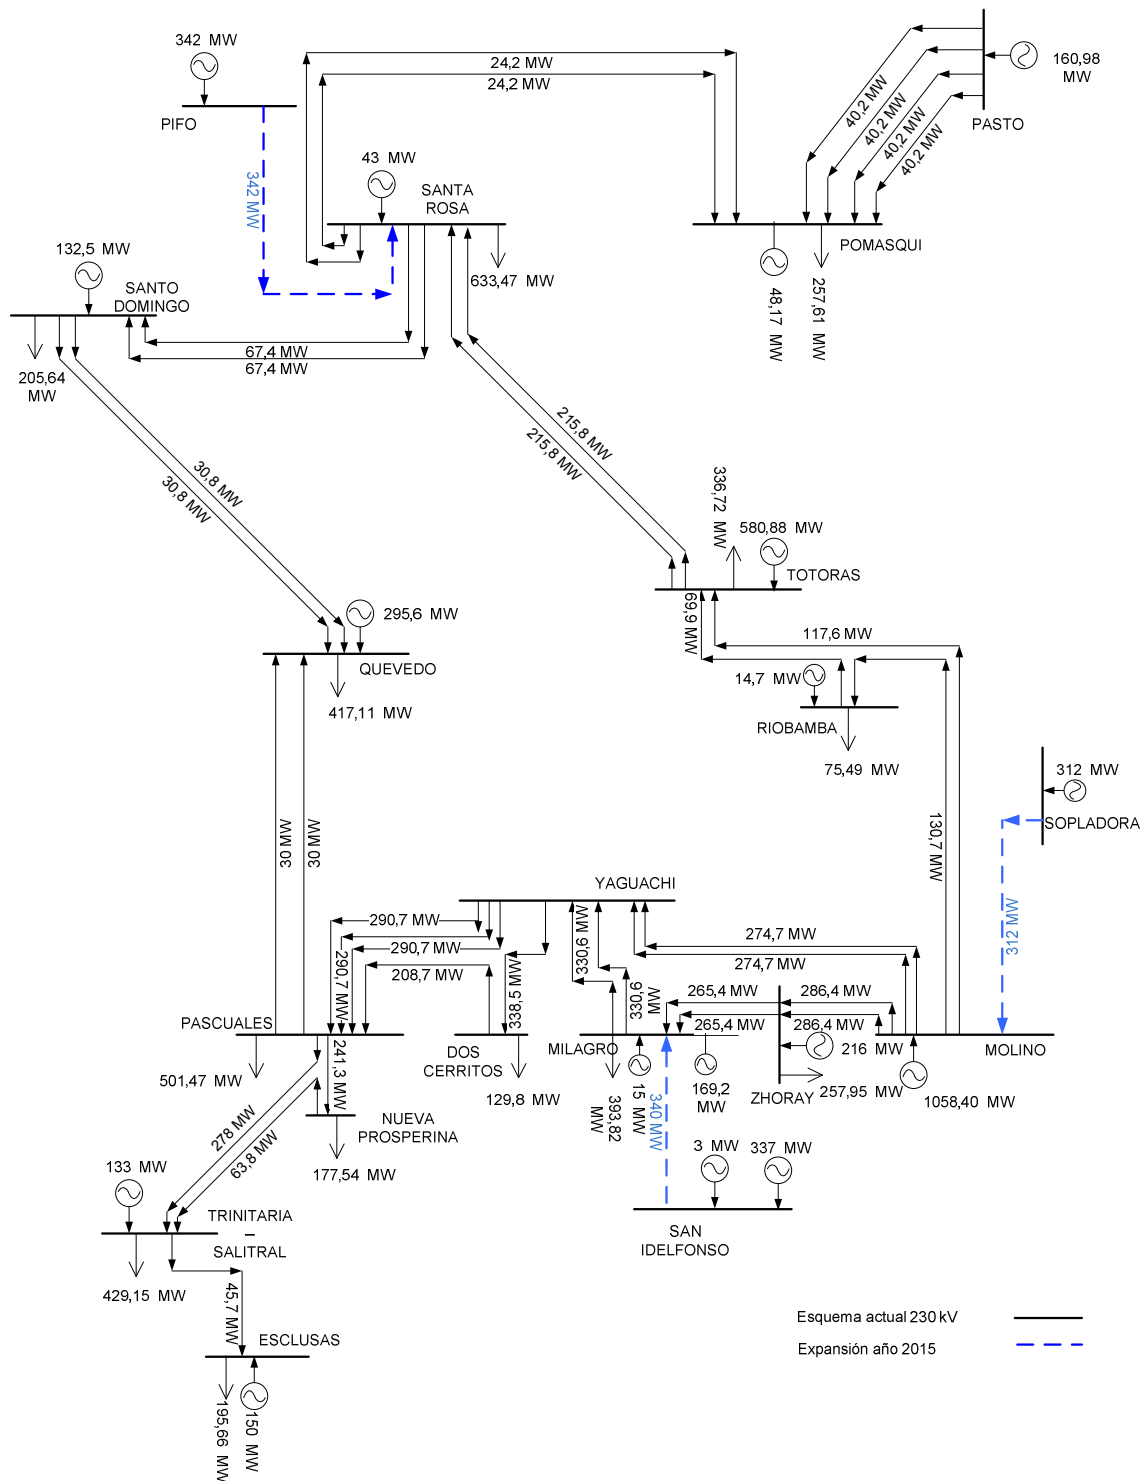 342 MW
PIFO
342 MW
24,2 MW
24,2 MW
40,2 MW
40,2 MW
40,2 MW
40,2 MW
160,98
MW
PASTO
43 MW
SANTA
ROSA
633,47 MW
POMASQUI
48,17 MW
257,61 MW
132,5 MW
SANTO
DOMINGO
205,64
MW
67,4 MW
67,4 MW
30,8 MW
30,8 MW
215,8 MW
215,8 MW
336,72 MW
580,88 MW
TOTORAS
69,9 MW
117,6 MW
14,7 MW
RIOBAMBA
75,49 MW
295,6 MW
QUEVEDO
417,11 MW
30 MW
30 MW
130,7 MW
312 MW
SOPLADORA
312 MW
YAGUACHI
290,7 MW
290,7 MW
290,7 MW
208,7 MW
338,5 MW
330,6 MW
330,6
MW
274,7 MW
274,7 MW
265,4 MW
265,4 MW
286,4 MW
286,4 MW
PASCUALES
501,47 MW
241,3 MW
DOS
CERRITOS
129,8 MW
MILAGRO
393,82
MW
15 MW
340 MW
169,2
MW
ZHORAY
216 MW
257,95 MW
1058,40 MW
MOLINO
NUEVA
PROSPERINA
177,54 MW
278 MW
63,8 MW
133 MW
TRINITARIA
–
SALITRAL
429,15 MW
45,7 MW
3 MW
337 MW
SAN
IDELFONSO
ESCLUSAS
195,66 MW
150 MW
Esquema actual 230 kV
Expansión año 2015